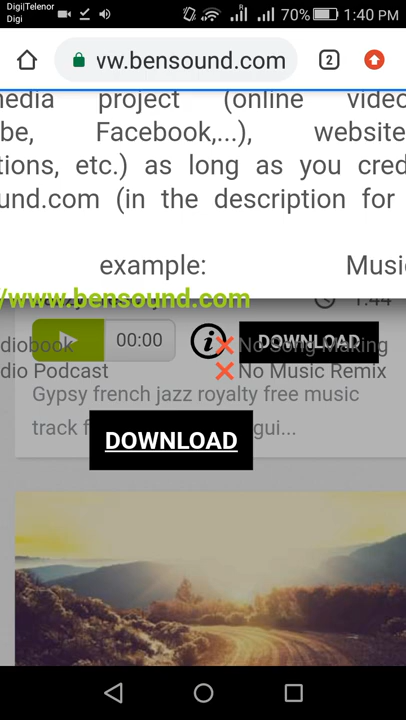 Digi|Telenor
Digi
70% 1:40 PM
vw.bensound.com
2
nedia project (online video
be, Facebook,...), website
tions, etc.) as long as you cred
und.com (in the description for
example: Music
/www.bensound.com
1:44
00:00
DOWNLOAD
diobook
No Song Making
dio Podcast
No Music Remix
Gypsy french jazz royalty free music
track f gui...
DOWNLOAD